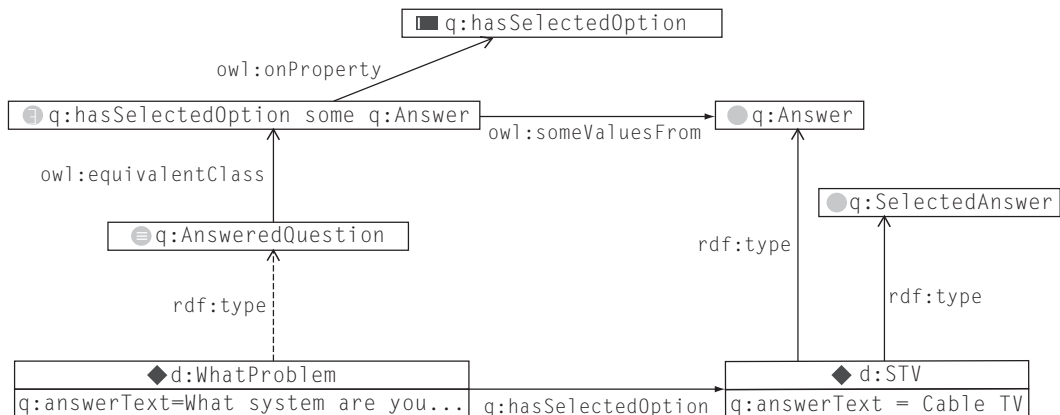 q:hasSelectedOption
owl:onProperty
q:hasSelectedOption some q:Answer
q:Answer
owl:someValuesFrom
owl:equivalentClass
q:SelectedAnswer
q:AnsweredQuestion
rdf:type
rdf:type
rdf:type
d:WhatProblem
d:STV
q:answerText=What system are you...
q:hasSelectedOption
q:answerText = Cable TV